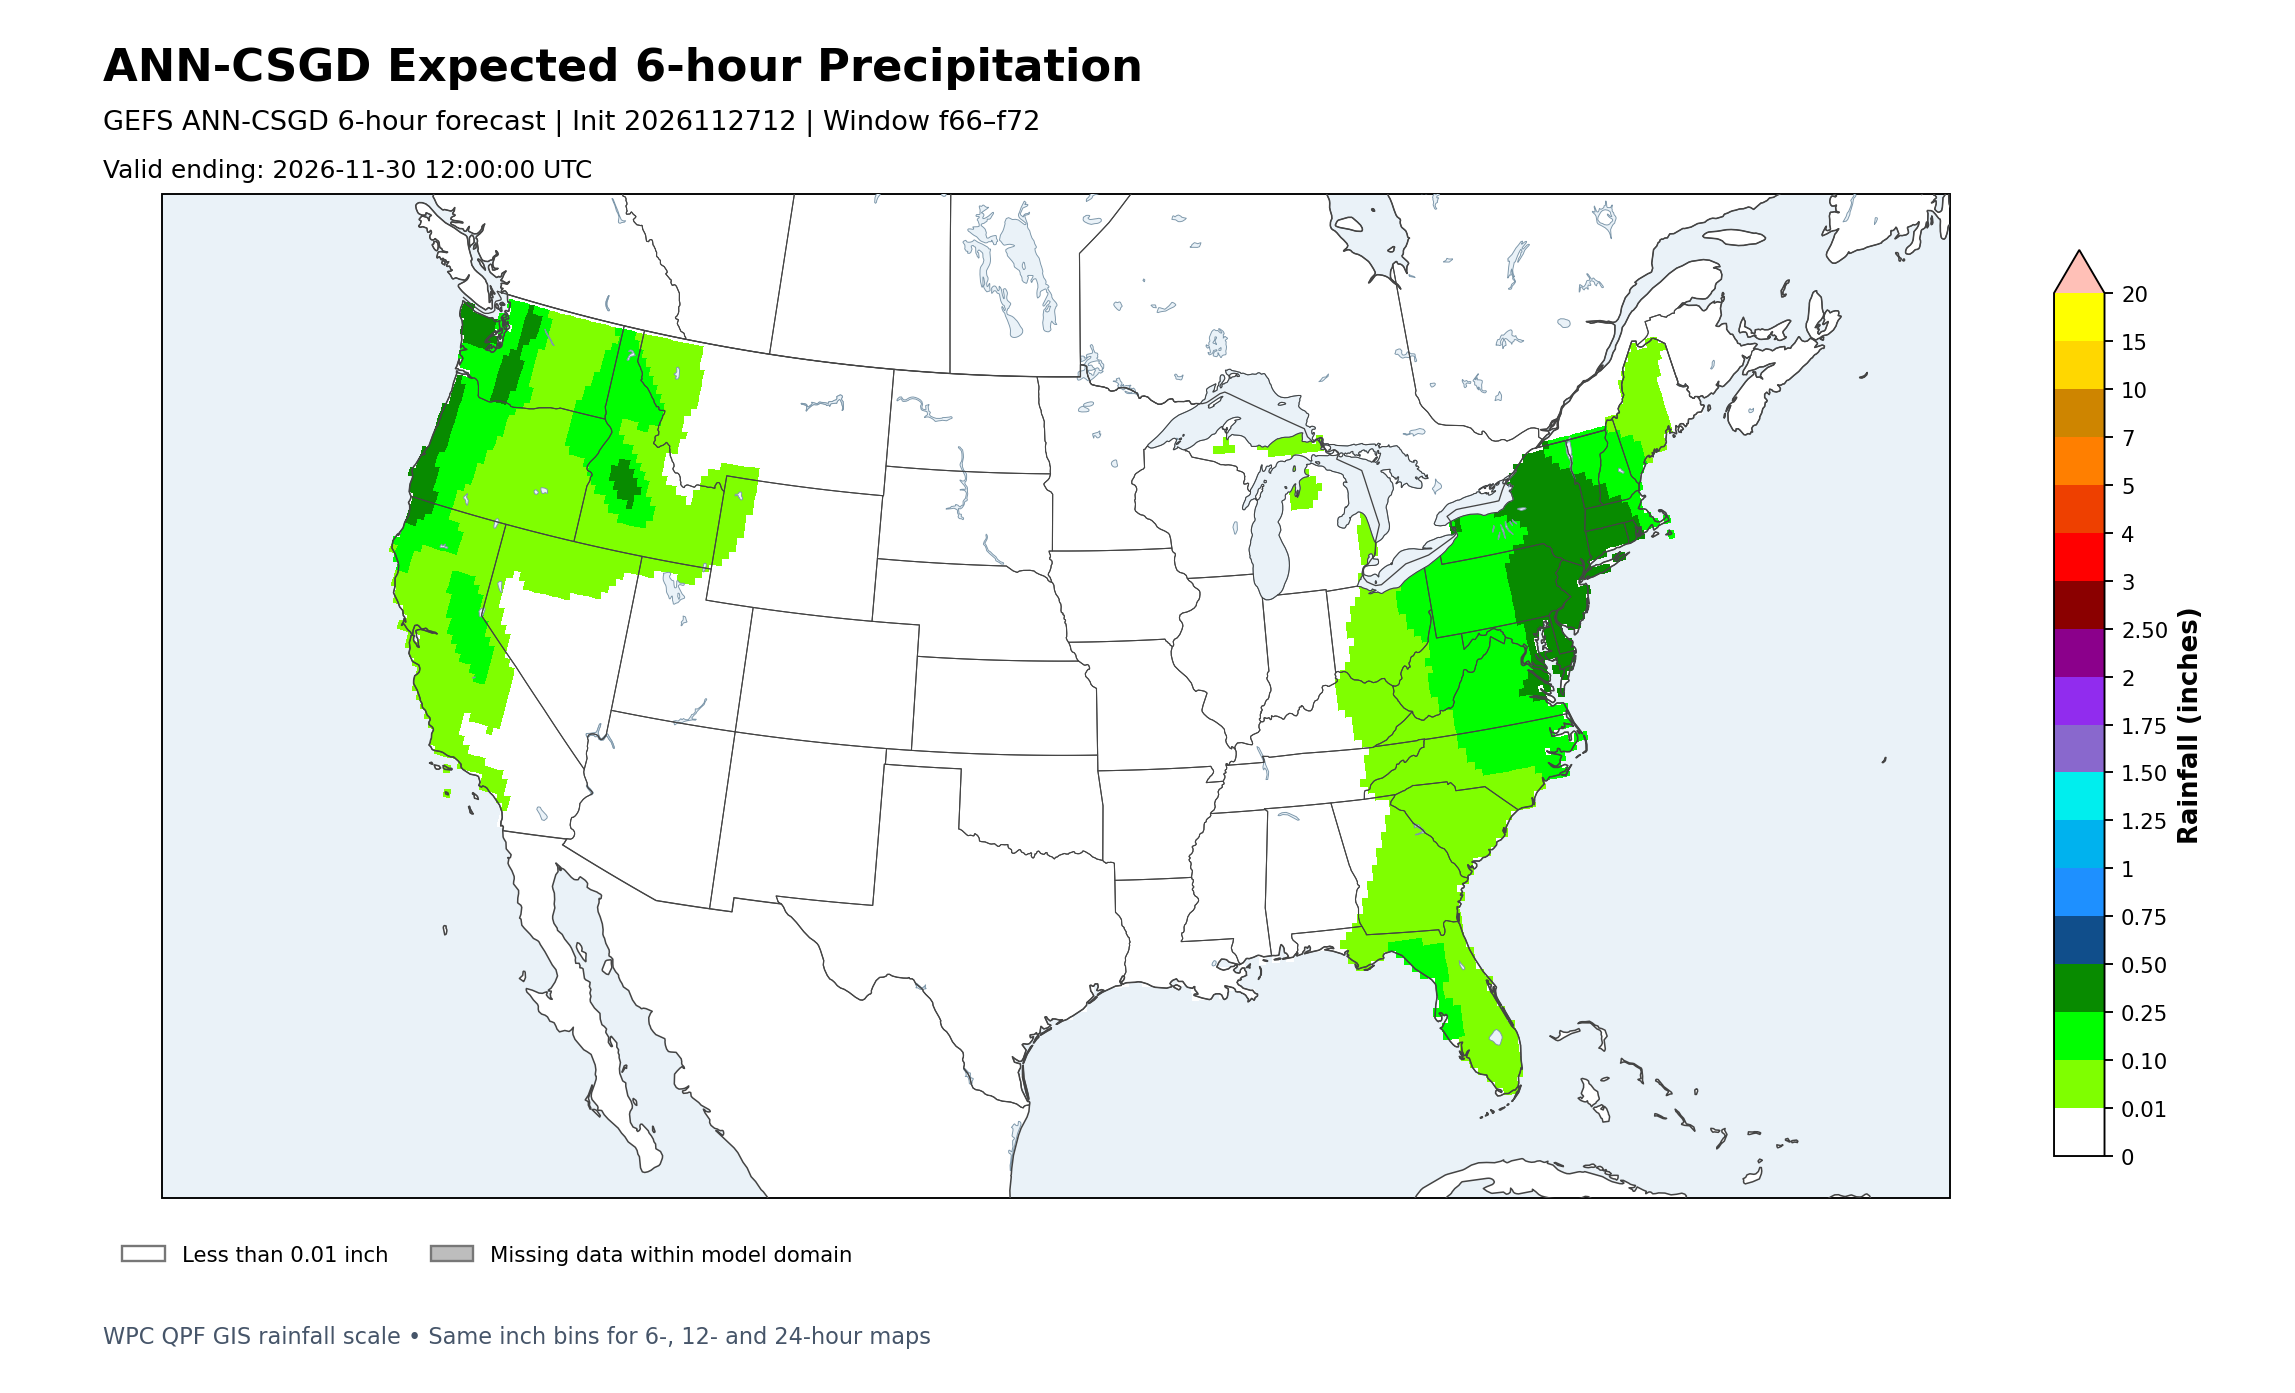 ANN-CSGD Expected 6-hour Precipitation
GEFS ANN-CSGD 6-hour forecast | Init 2026112712 | Window f66–f72
Valid ending: 2026-11-30 12:00:00 UTC
20
15
10
7
5
4
3
2.50
2
1.75
1.50
1.25
1
0.75
0.50
0.25
0.10
0.01
0
Rainfall (inches)
Less than 0.01 inch
Missing data within model domain
WPC QPF GIS rainfall scale • Same inch bins for 6-, 12- and 24-hour maps